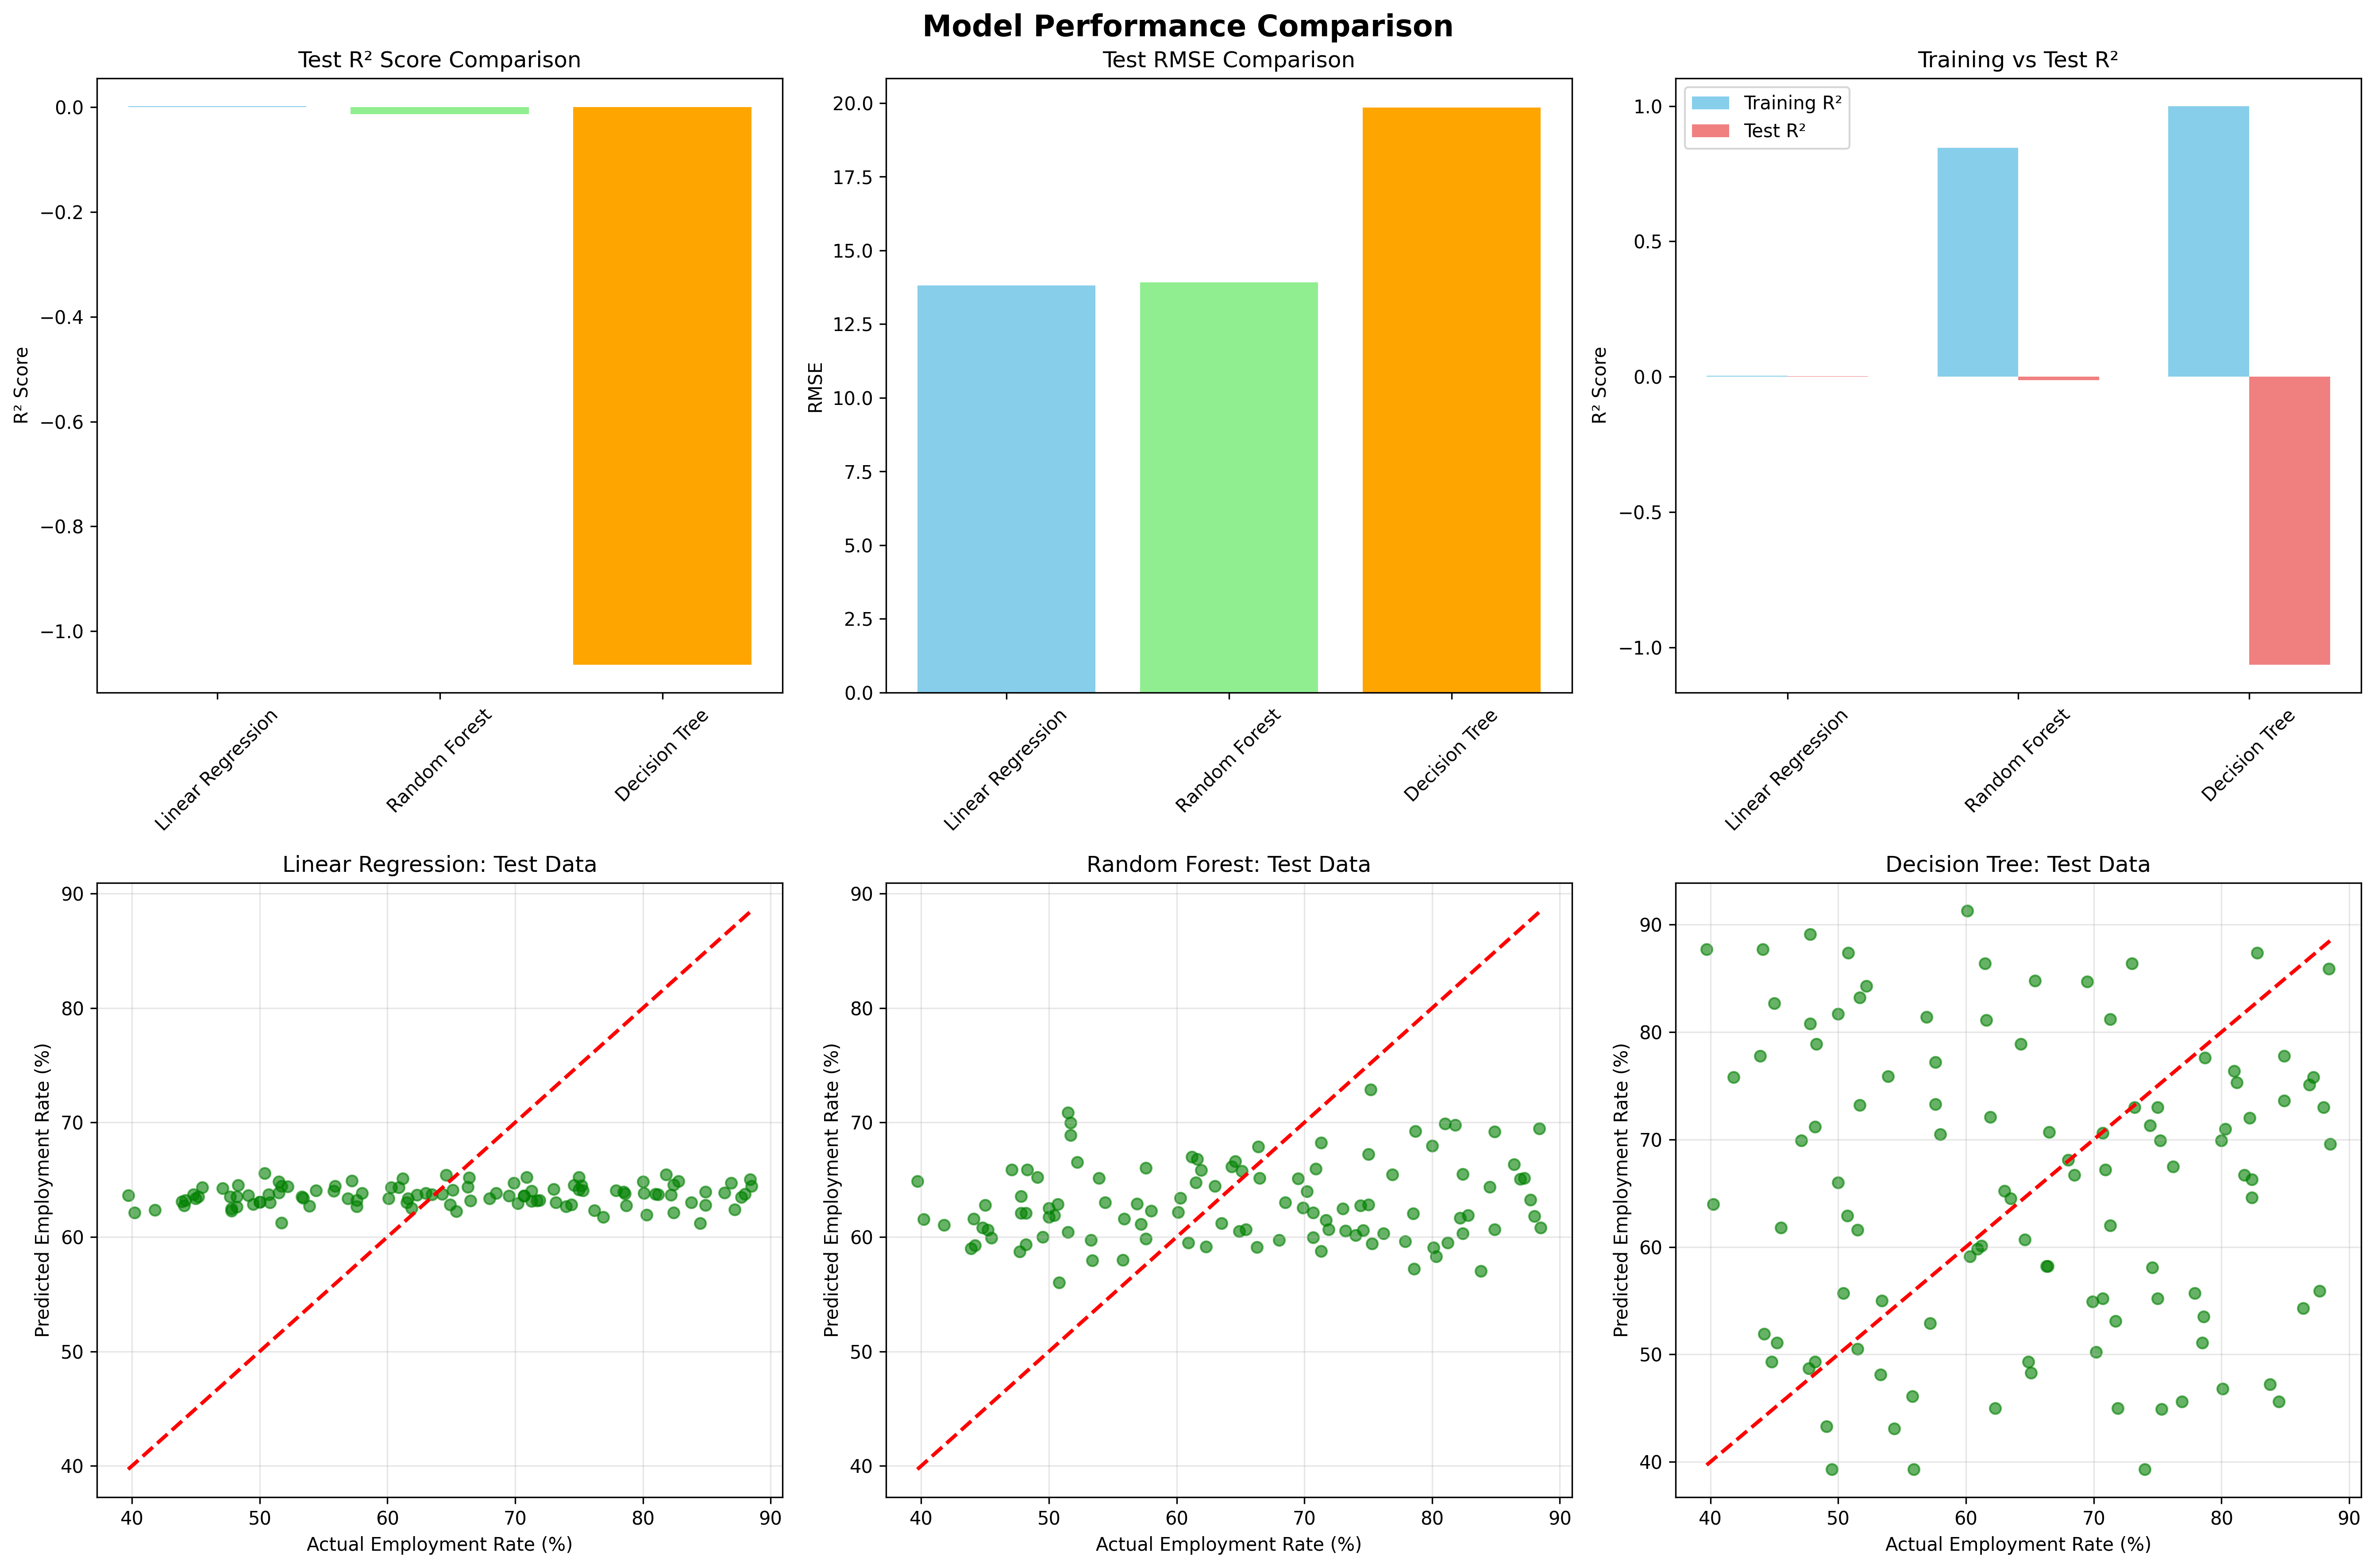 Model Performance Comparison
Test R² Score Comparison
R² Score
0.0
−0.2
−0.4
−0.6
−0.8
−1.0
Linear Regression
Random Forest
Decision Tree
Test RMSE Comparison
RMSE
20.0
17.5
15.0
12.5
10.0
7.5
5.0
2.5
0.0
Linear Regression
Random Forest
Decision Tree
Training vs Test R²
Training R²
Test R²
R² Score
1.0
0.5
0.0
−0.5
−1.0
Linear Regression
Random Forest
Decision Tree
Linear Regression: Test Data
Predicted Employment Rate (%)
90
80
70
60
50
40
40 50 60 70 80 90
Actual Employment Rate (%)
Random Forest: Test Data
Predicted Employment Rate (%)
90
80
70
60
50
40
40 50 60 70 80 90
Actual Employment Rate (%)
Decision Tree: Test Data
Predicted Employment Rate (%)
90
80
70
60
50
40
40 50 60 70 80 90
Actual Employment Rate (%)